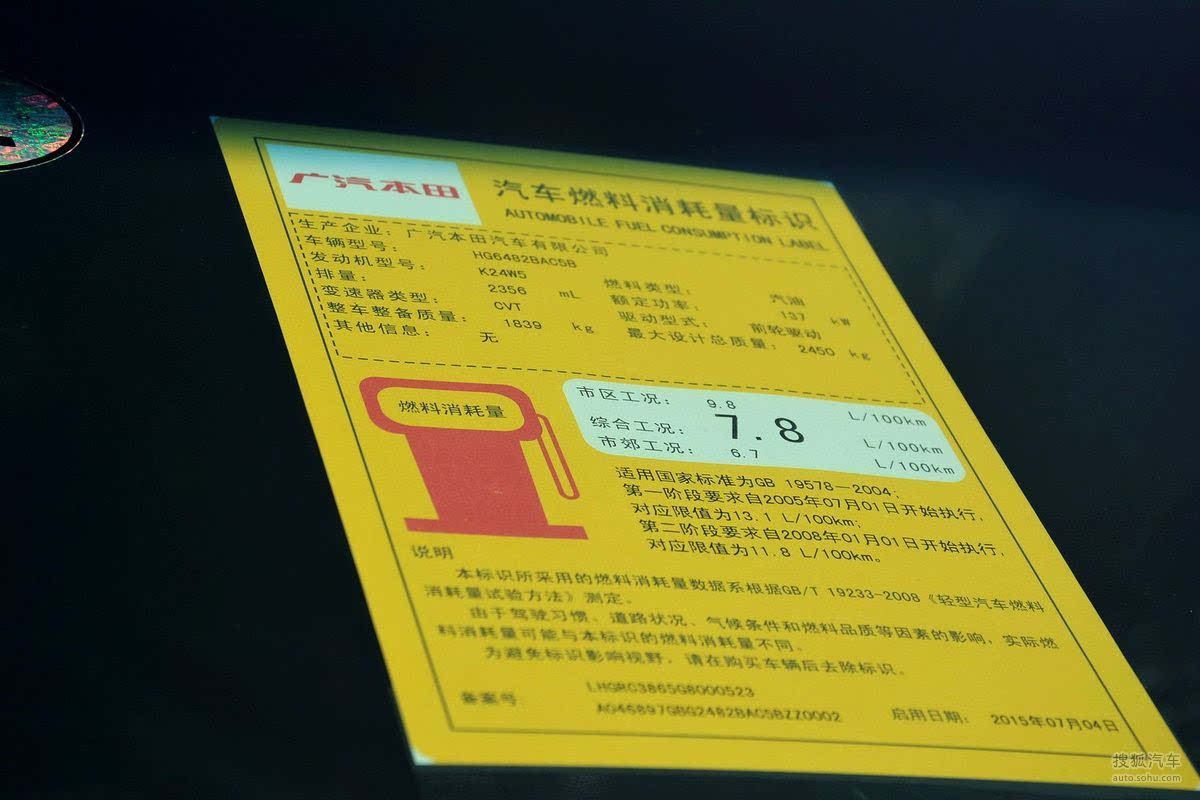 广汽本田
汽车燃料消耗量标识
AUTOMOBILE FUEL CONSUMPTION LABEL
生产企业: 广汽本田汽车有限公司
车辆型号: HG6482BAC5B
发动机型号: K24W5 燃料类型: 汽油
排量: 2356 mL 额定功率: 137 kW
变速器类型: CVT 驱动型式: 前轮驱动
整车整备质量: 1839 kg 最大设计总质量: 2450 kg
其他信息: 无
燃料消耗量
市区工况: 9.8 L/100km
综合工况: 7.8 L/100km
市郊工况: 6.7 L/100km
适用国家标准为GB 19578—2004;
第一阶段要求自2005年07月01日开始执行,
对应限值为13.1 L/100km;
第二阶段要求自2008年01月01日开始执行,
对应限值为11.8 L/100km。
说明
本标识所采用的燃料消耗量数据系根据GB/T 19233-2008《轻型汽车燃料
消耗量试验方法》测定。
由于驾驶习惯、道路状况、气候条件和燃料品质等因素的影响,实际燃
料消耗量可能与本标识的燃料消耗量不同。
为避免标识影响视野,请在购买车辆后去除标识。
LHGRC3865G8000523
备案号 AG46897GBG2482BAC5BZZ0002 启用日期: 2015年07月04日
搜狐汽车
auto.sohu.com